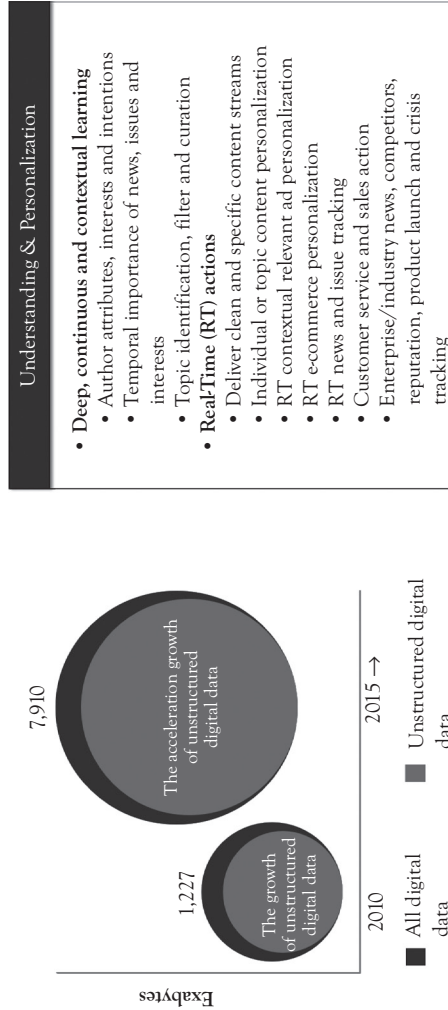 Exabytes
1,227
7,910
The growth
of unstructured
digital data
The acceleration growth
of unstructured
digital data
2010
2015 →
All digital
data
Unstructured digital
data
Understanding & Personalization
• Deep, continuous and contextual learning
• Author attributes, interests and intentions
• Temporal importance of news, issues and
interests
• Topic identification, filter and curation
• Real-Time (RT) actions
• Deliver clean and specific content streams
• Individual or topic content personalization
• RT contextual relevant ad personalization
• RT e-commerce personalization
• RT news and issue tracking
• Customer service and sales action
• Enterprise/industry news, competitors,
reputation, product launch and crisis
tracking